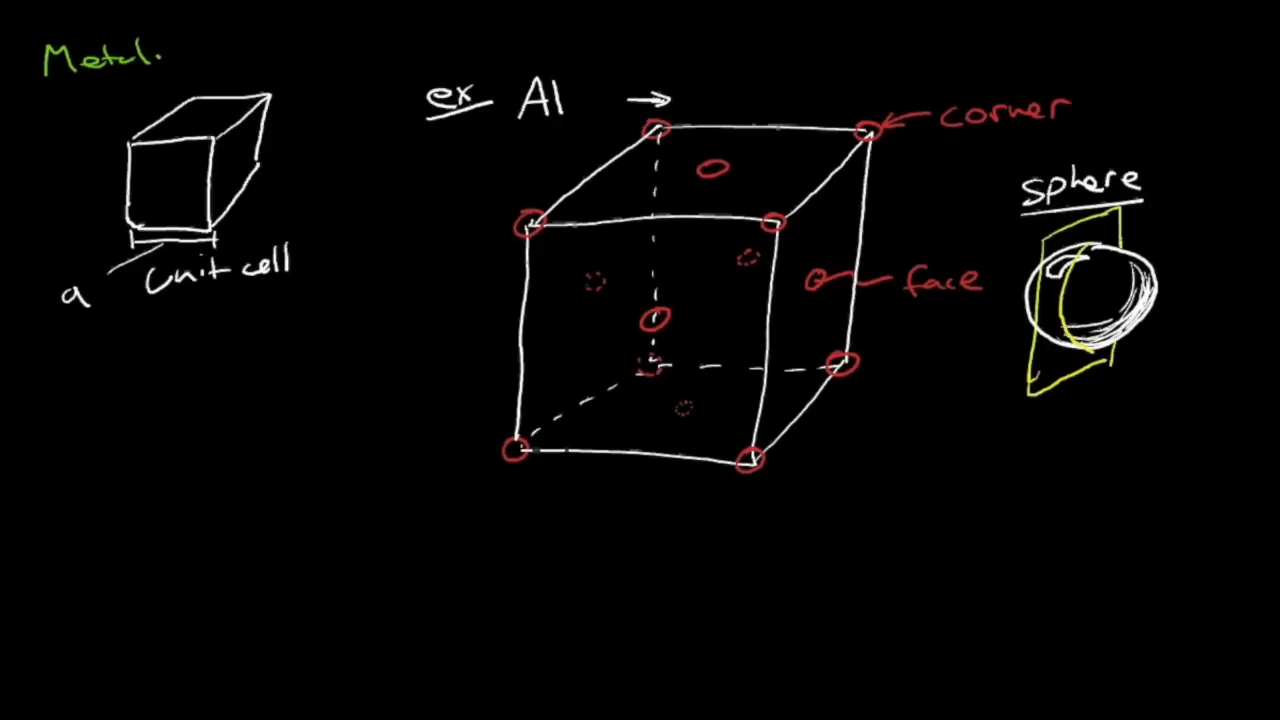 Metal.
ex Al →
corner
sphere
face
unit cell
a